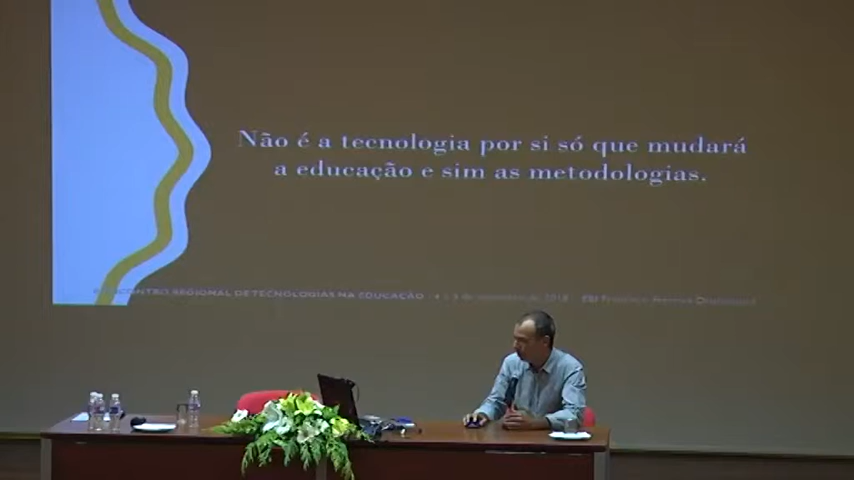 Não é a tecnologia por si só que mudará
a educação e sim as metodologias.
ENCONTRO REGIONAL DE TECNOLOGIAS NA EDUCAÇÃO